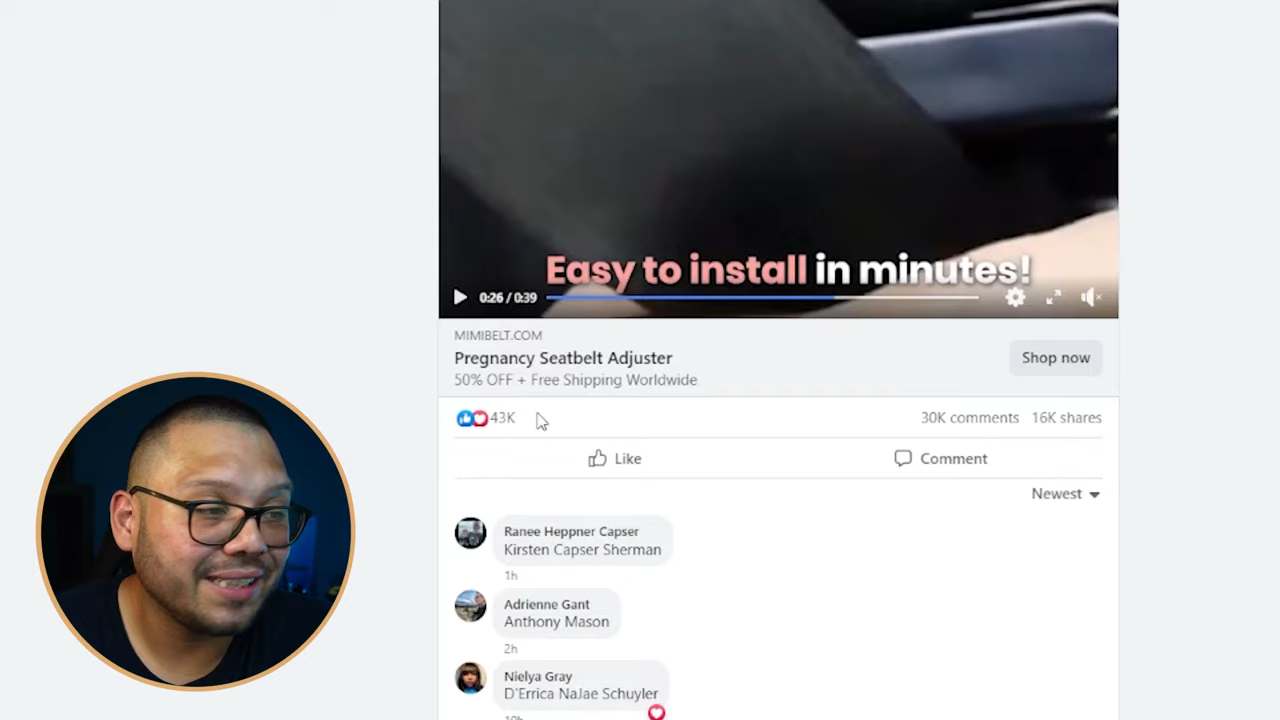 Easy to install in minutes!
0:26 / 0:39
MIMIBELT.COM
Pregnancy Seatbelt Adjuster
Shop now
50% OFF + Free Shipping Worldwide
43K
30K comments 16K shares
Like
Comment
Newest
Ranee Heppner Capser
Kirsten Capser Sherman
1h
Adrienne Gant
Anthony Mason
2h
Nielya Gray
D'Errica NaJae Schuyler
10h